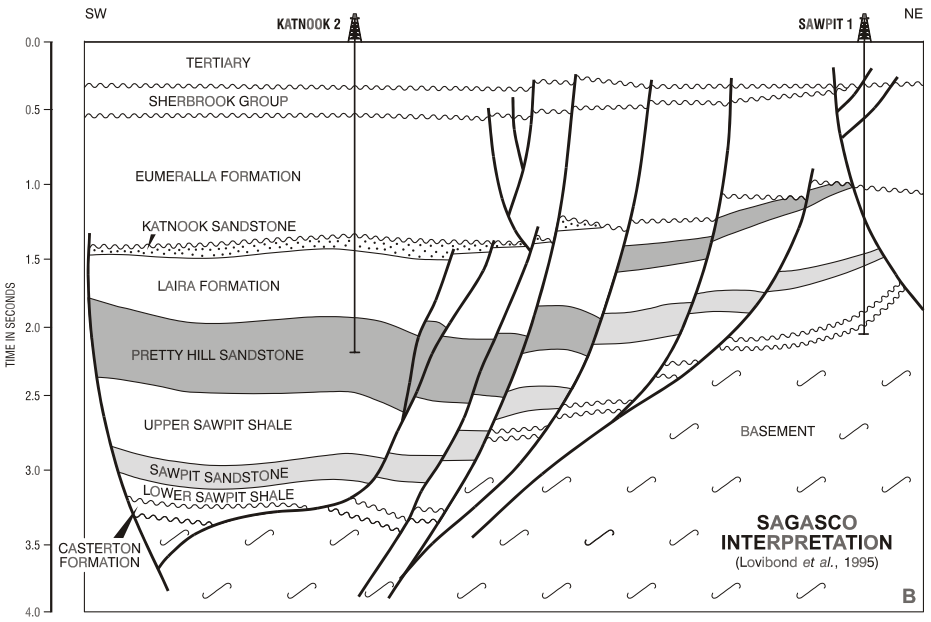 SW
KATNOOK 2
SAWPIT 1
NE
0.0
TERTIARY
SHERBROOK GROUP
0.5
EUMERALLA FORMATION
1.0
KATNOOK SANDSTONE
1.5
LAIRA FORMATION
TIME IN SECONDS
2.0
PRETTY HILL SANDSTONE
2.5
UPPER SAWPIT SHALE
BASEMENT
3.0
SAWPIT SANDSTONE
LOWER SAWPIT SHALE
3.5
CASTERTON
FORMATION
SAGASCO
INTERPRETATION
(Lovibond et al., 1995)
B
4.0